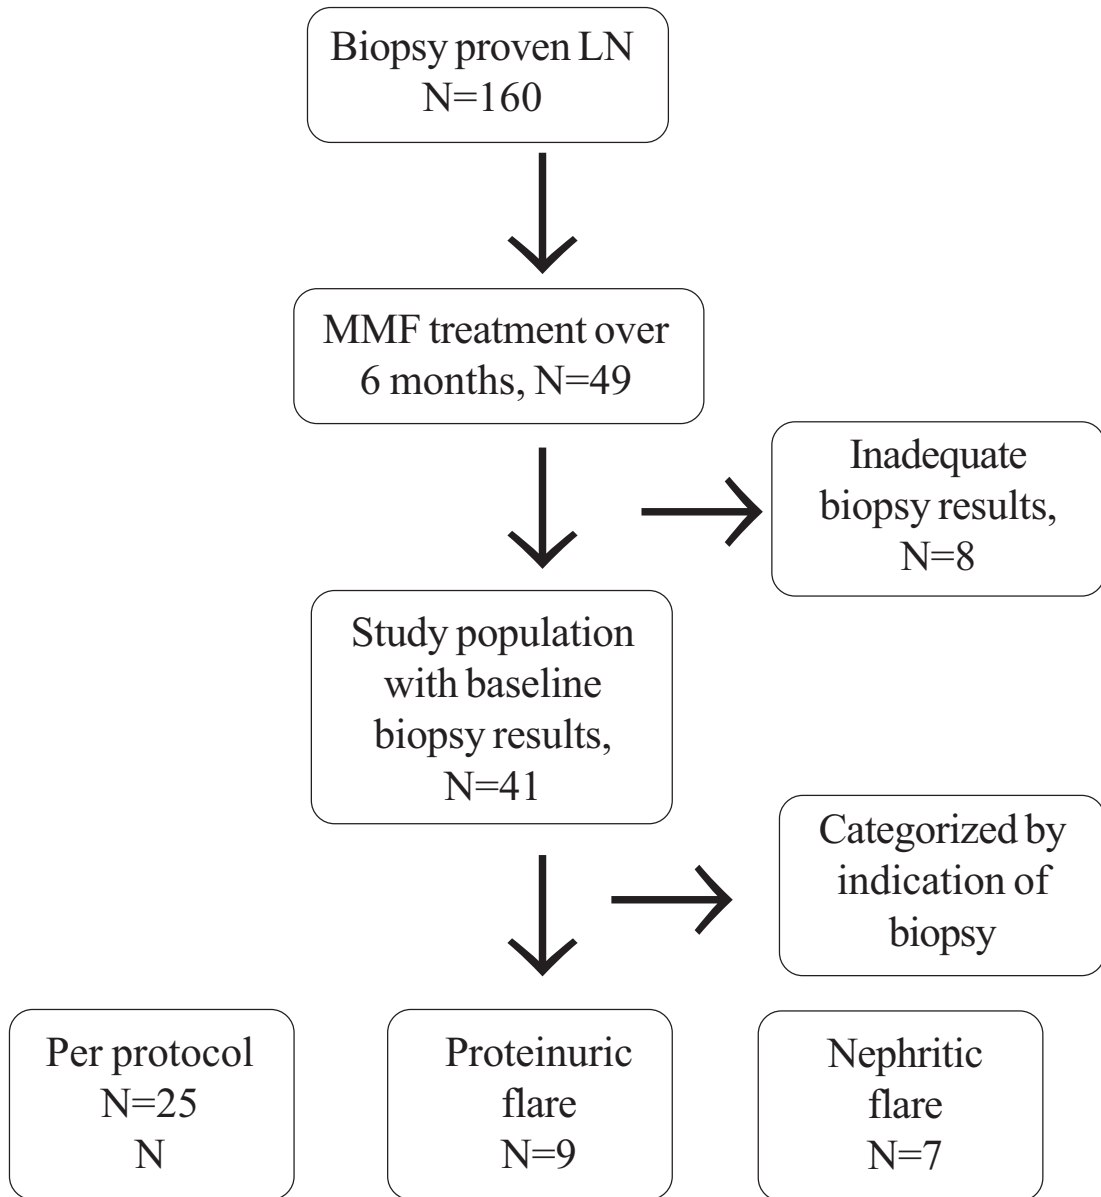 Biopsy proven LN
N=160
MMF treatment over
6 months, N=49
Inadequate
biopsy results,
N=8
Study population
with baseline
biopsy results,
N=41
Categorized by
indication of
biopsy
Per protocol
N=25
N
Proteinuric
flare
N=9
Nephritic
flare
N=7